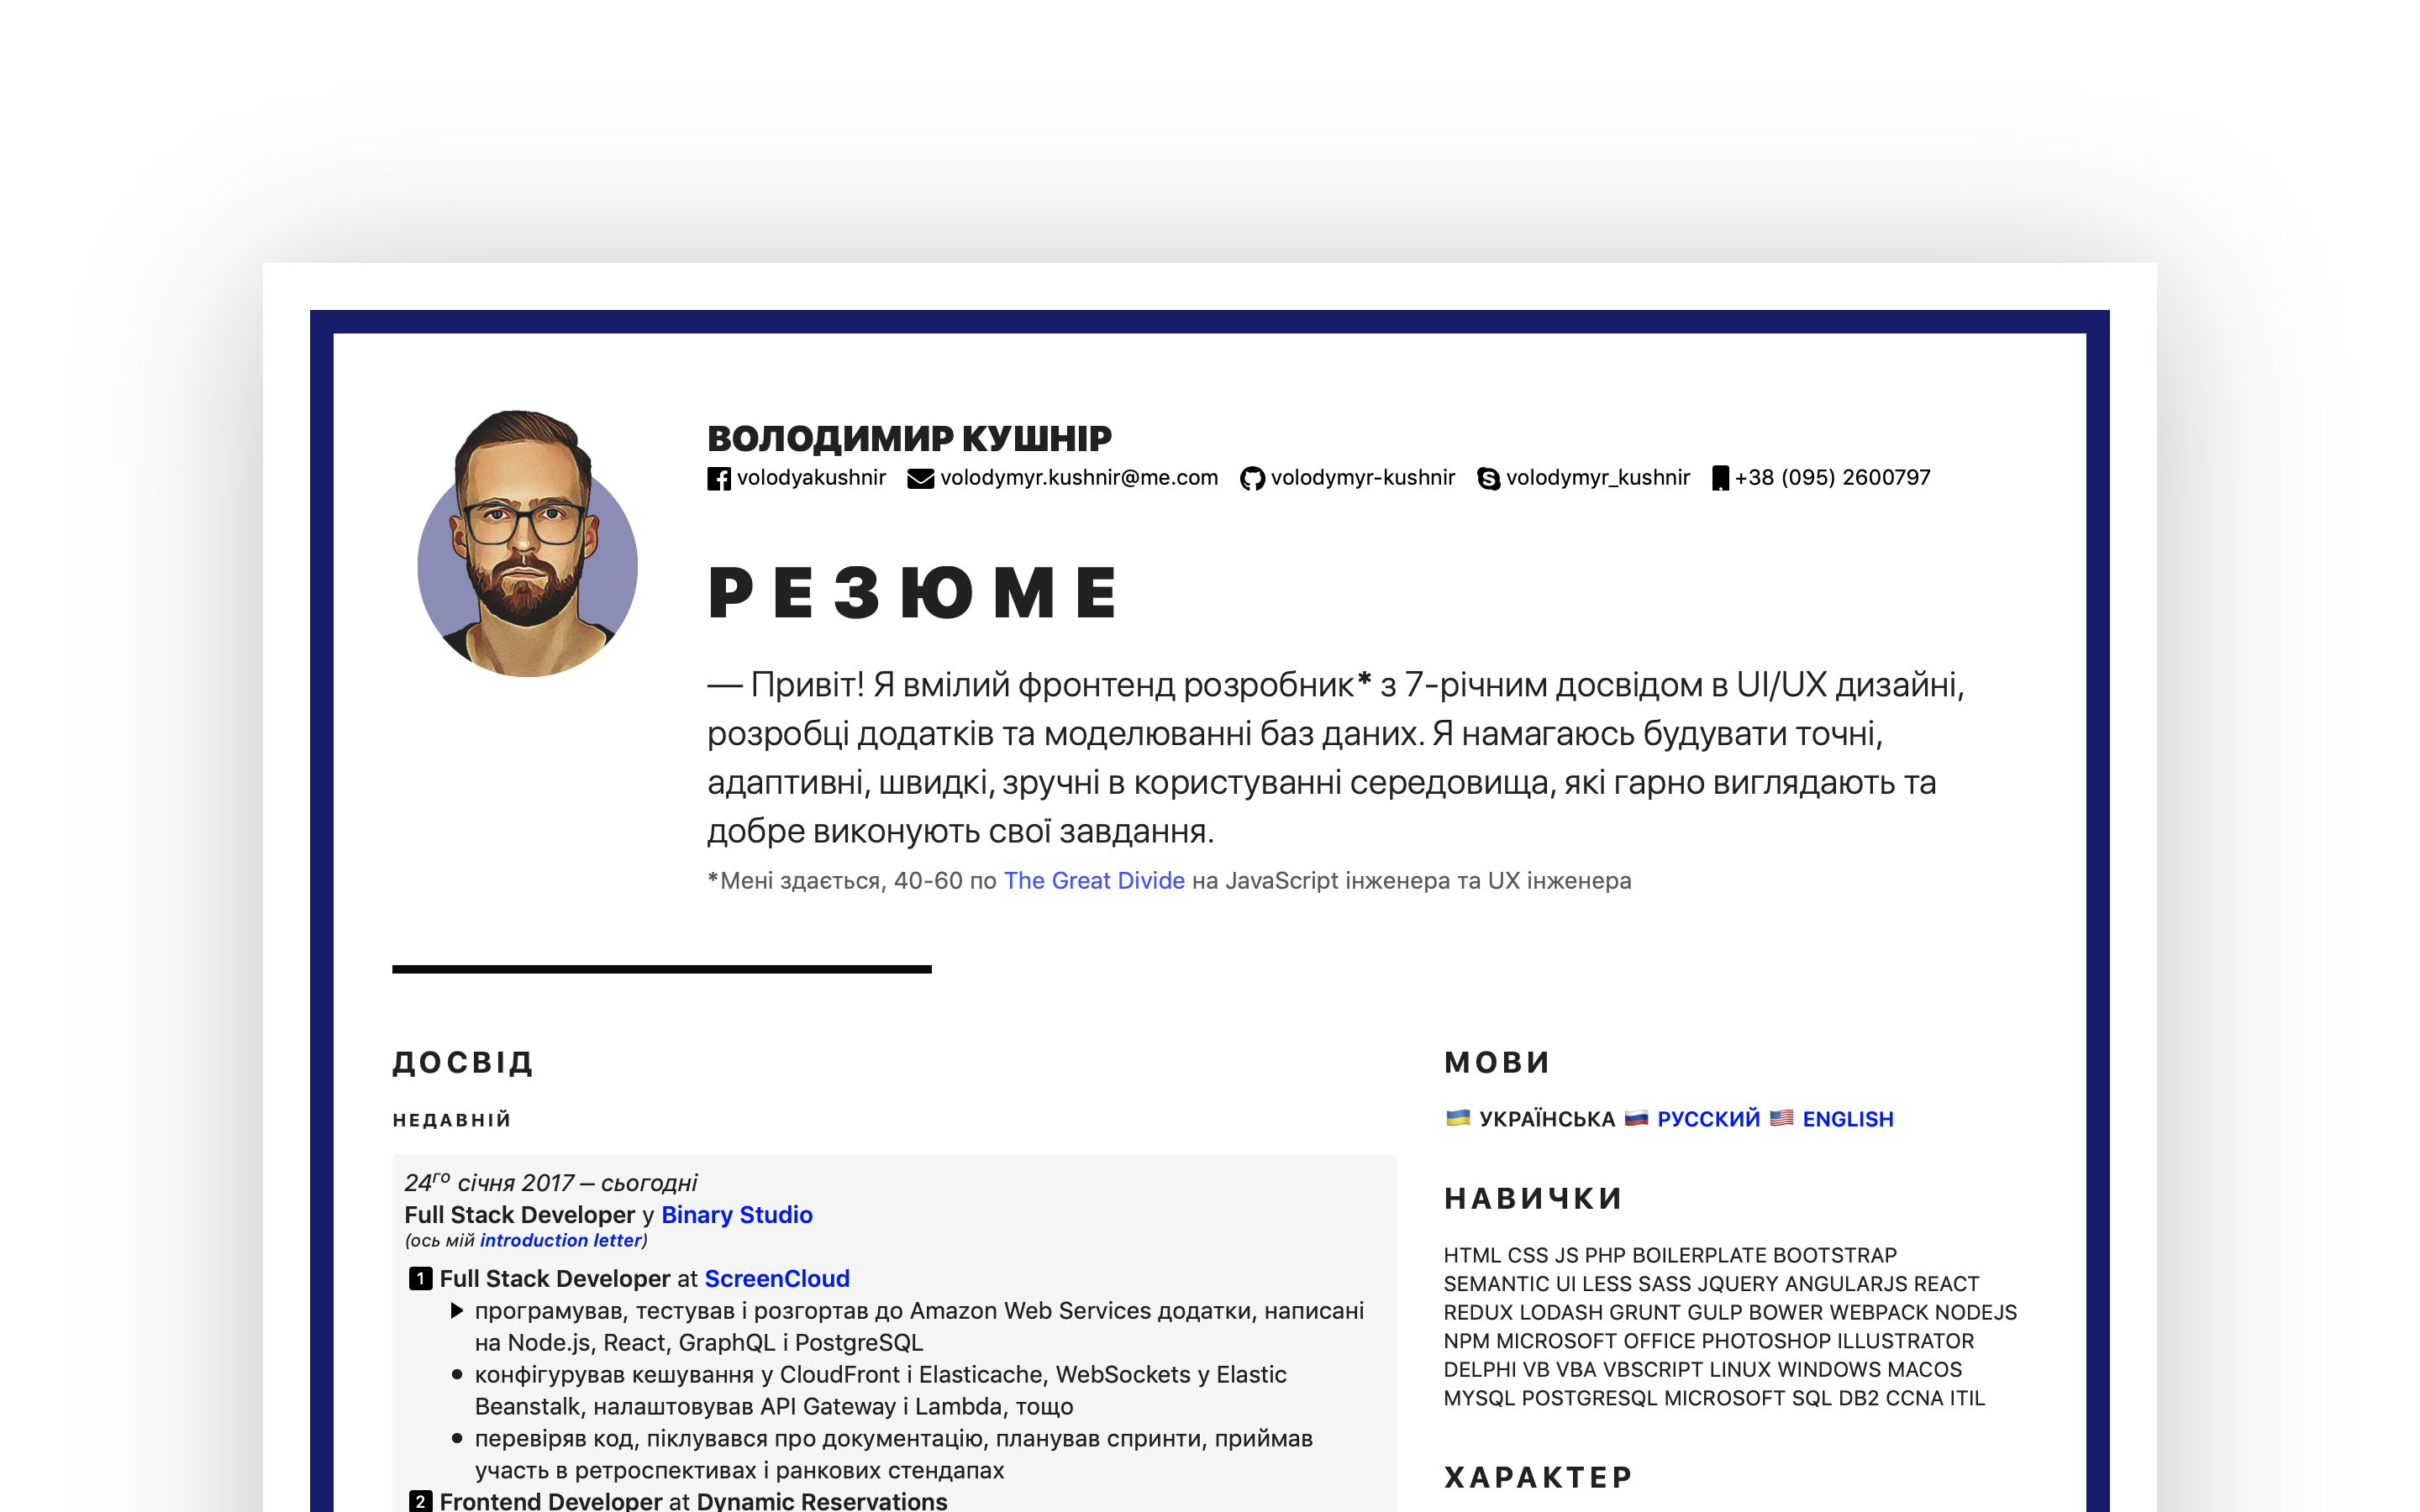 ВОЛОДИМИР КУШНІР
volodyakushnir volodymyr.kushnir@me.com volodymyr-kushnir volodymyr_kushnir +38 (095) 2600797
РЕЗЮМЕ
— Привіт! Я вмілий фронтенд розробник* з 7-річним досвідом в UI/UX дизайні,
розробці додатків та моделюванні баз даних. Я намагаюсь будувати точні,
адаптивні, швидкі, зручні в користуванні середовища, які гарно виглядають та
добре виконують свої завдання.
*Мені здається, 40-60 по The Great Divide на JavaScript інженера та UX інженера
ДОСВІД
НЕДАВНІЙ
24го січня 2017 – сьогодні
Full Stack Developer у Binary Studio
(ось мій introduction letter)
1 Full Stack Developer at ScreenCloud
програмував, тестував і розгортав до Amazon Web Services додатки, написані
на Node.js, React, GraphQL і PostgreSQL
• конфігурував кешування у CloudFront і Elasticache, WebSockets у Elastic
Beanstalk, налаштовував API Gateway і Lambda, тощо
• перевіряв код, піклувався про документацію, планував спринти, приймав
участь в ретроспективах і ранкових стендапах
2 Frontend Developer at Dynamic Reservations
МОВИ
🇺🇦 УКРАЇНСЬКА 🇷🇺 РУССКИЙ 🇺🇸 ENGLISH
НАВИЧКИ
HTML CSS JS PHP BOILERPLATE BOOTSTRAP
SEMANTIC UI LESS SASS JQUERY ANGULARJS REACT
REDUX LODASH GRUNT GULP BOWER WEBPACK NODEJS
NPM MICROSOFT OFFICE PHOTOSHOP ILLUSTRATOR
DELPHI VB VBA VBSCRIPT LINUX WINDOWS MACOS
MYSQL POSTGRESQL MICROSOFT SQL DB2 CCNA ITIL
ХАРАКТЕР